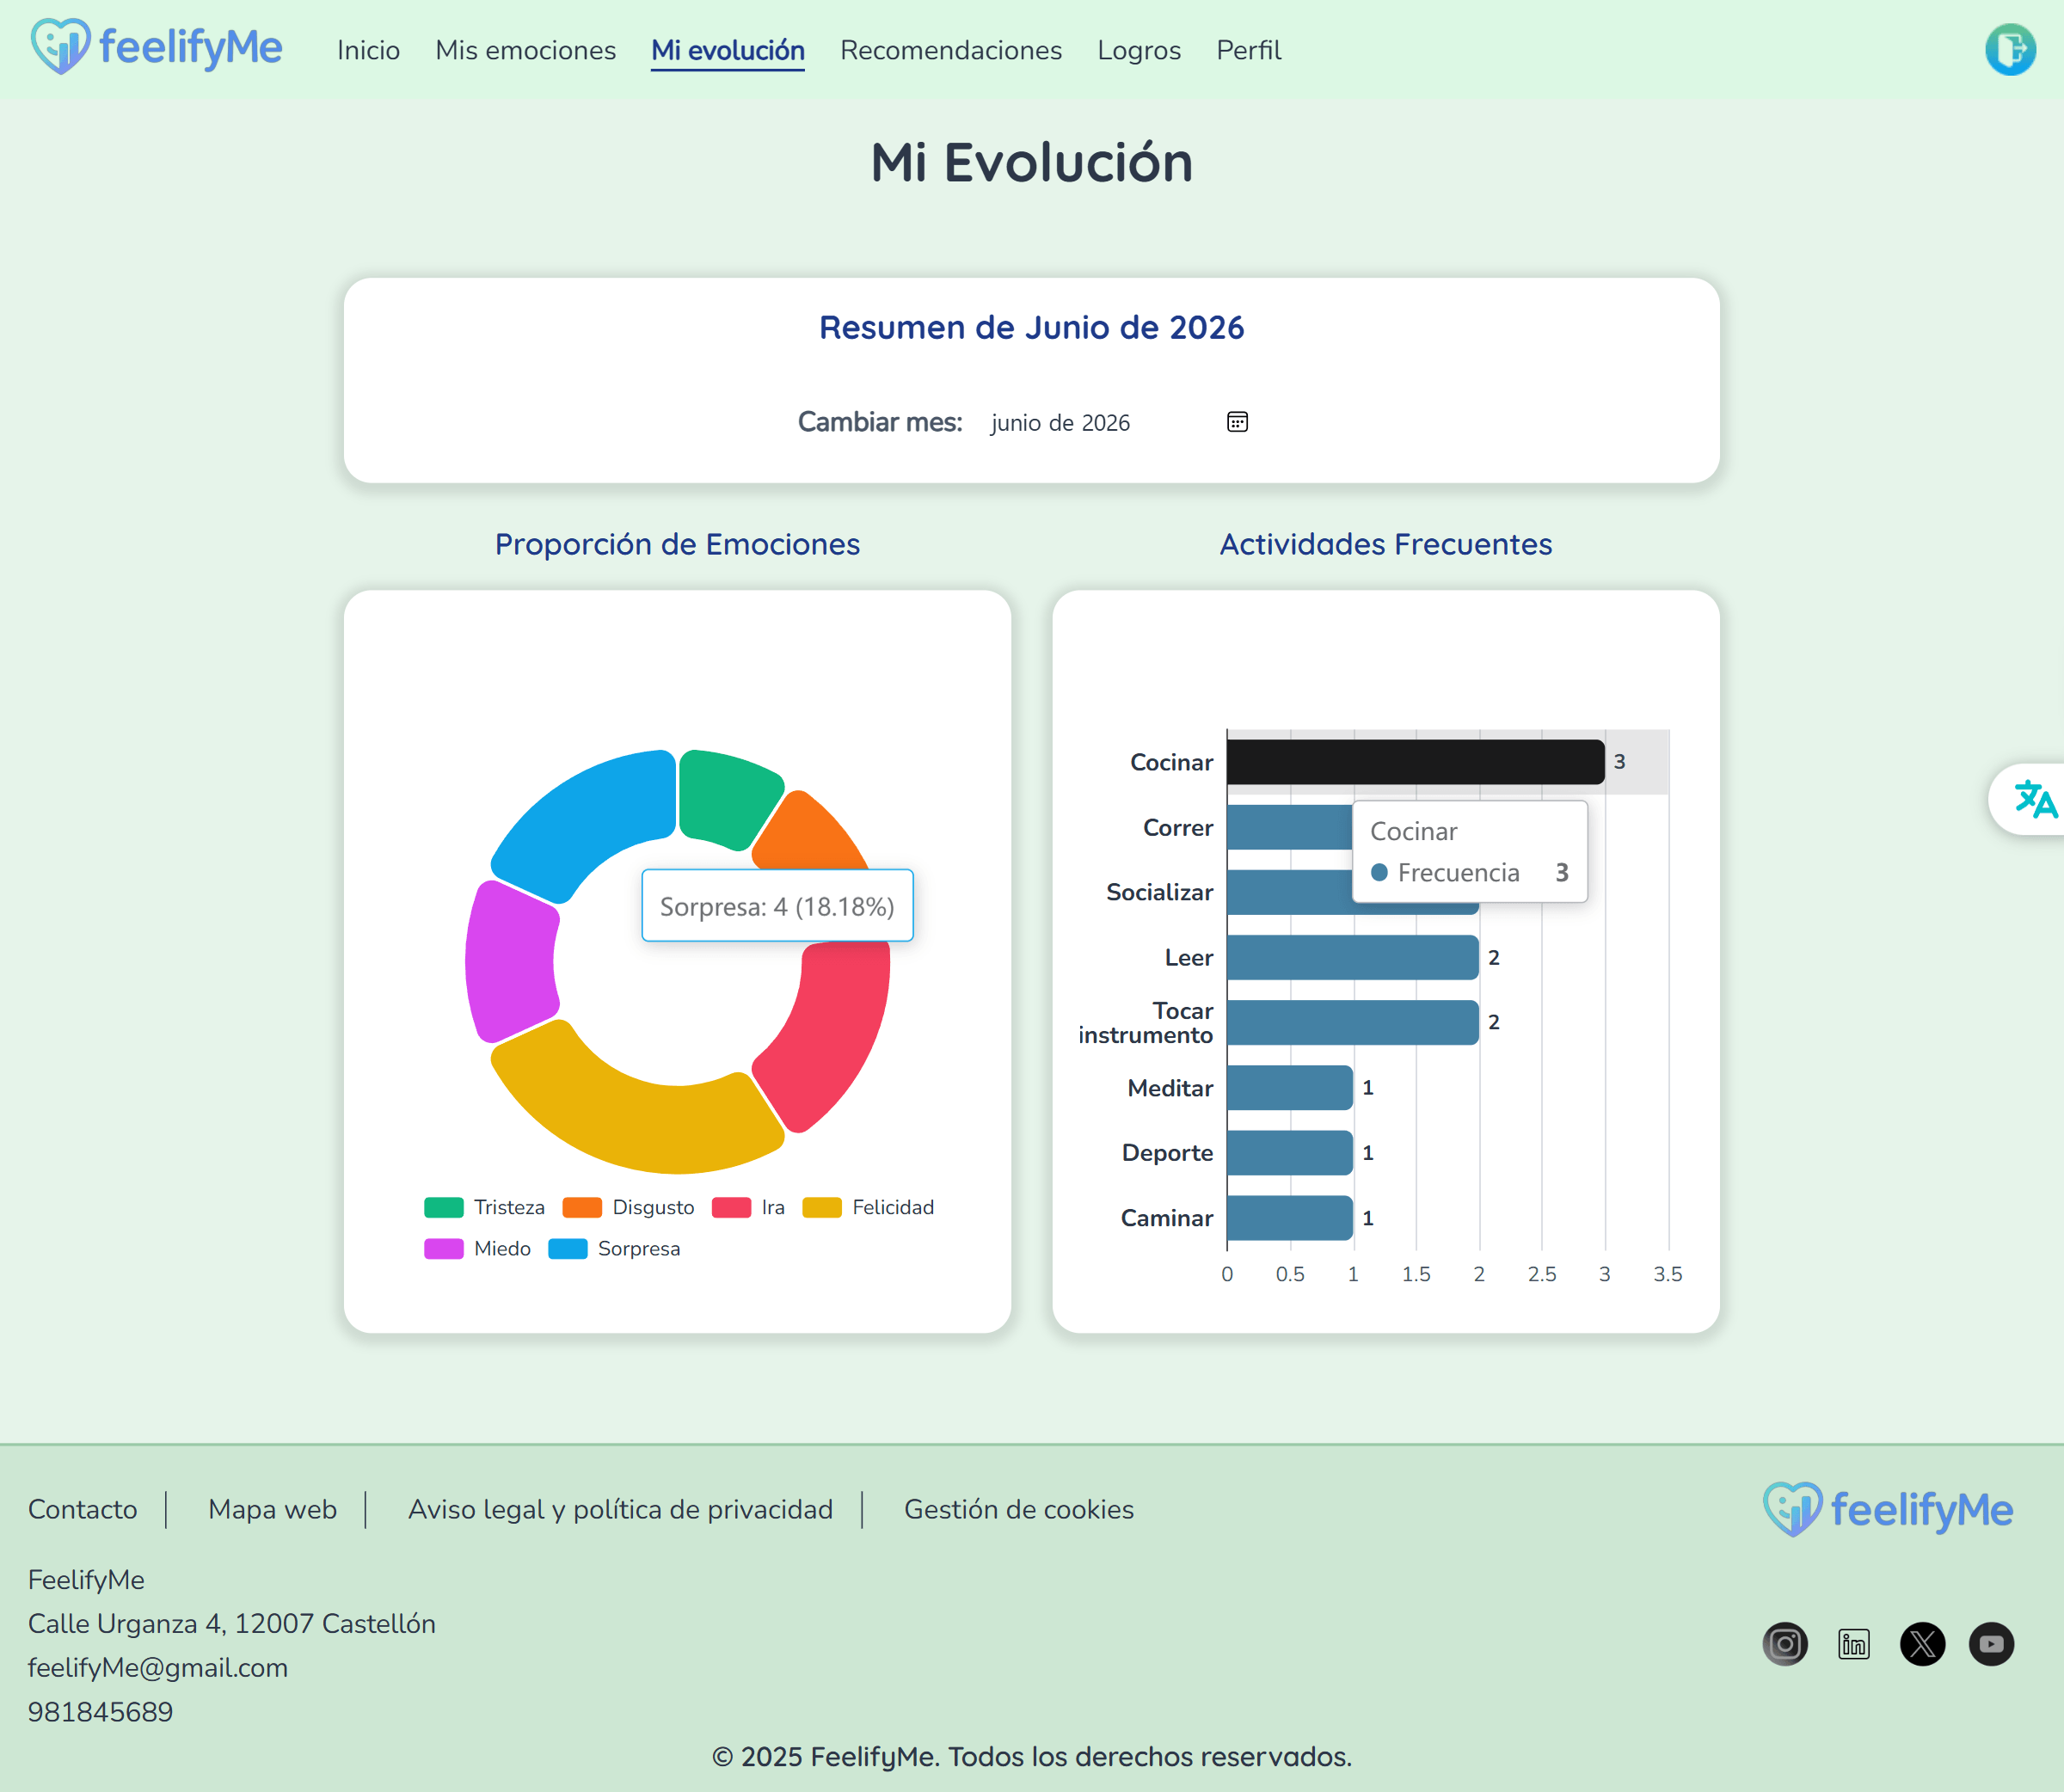 feelifyMe
Inicio Mis emociones Mi evolución Recomendaciones Logros Perfil
Mi Evolución
Resumen de Junio de 2026
Cambiar mes: junio de 2026
Proporción de Emociones
Sorpresa: 4 (18.18%)
Tristeza Disgusto Ira Felicidad
Miedo Sorpresa
Actividades Frecuentes
Cocinar 3
Correr
Cocinar
Frecuencia 3
Socializar
Leer 2
Tocar
instrumento 2
Meditar 1
Deporte 1
Caminar 1
0 0.5 1 1.5 2 2.5 3 3.5
Contacto Mapa web Aviso legal y política de privacidad Gestión de cookies
feelifyMe
FeelifyMe
Calle Urganza 4, 12007 Castellón
feelifyMe@gmail.com
981845689
© 2025 FeelifyMe. Todos los derechos reservados.